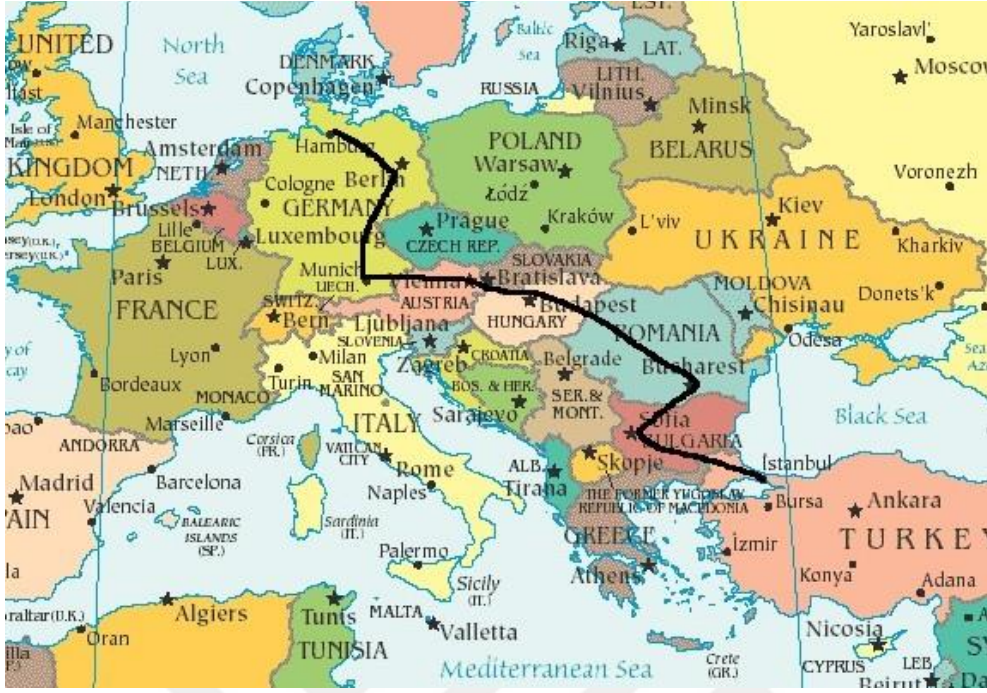 EST.
UNITED
North
Sea
Baltic
Sea
Riga
LAT.
Yaroslavl'
DENMARK
Copenhagen
RUSSIA
LITH.
Vilnius
Moscow
Isle of
Manchester
Hamburg
POLAND
Minsk
Amsterdam
NETH.
Warsaw
BELARUS
KINGDOM
London
Cologne
Berlin
Łódź
Voronezh
Brussels
GERMANY
Lille
BELGIUM
LUX.
Luxembourg
Prague
CZECH REP.
Kraków
L'viv
Kiev
UKRAINE
Kharkiv
Paris
SLOVAKIA
Munich
LIECH.
Vienna
Bratislava
MOLDOVA
Chisinau
Donets'k
FRANCE
SWITZ.
Bern
AUSTRIA
Budapest
HUNGARY
Ljubljana
SLOVENIA
ROMANIA
Odesa
Lyon
Milan
Zagreb
CROATIA
Belgrade
Bucharest
Bordeaux
Turin
SAN
MARINO
BOS. & HER.
SER. &
MONT.
MONACO
Marseille
ITALY
Sarajevo
Sofia
BULGARIA
Black Sea
ANDORRA
Corsica
(FR.)
VATICAN
CITY
Rome
ALB.
Tirana
Skopje
İstanbul
Madrid
Barcelona
Naples
THE FORMER YUGOSLAV
REPUBLIC OF MACEDONIA
Bursa
Ankara
Valencia
BALEARIC
ISLANDS
(SP.)
Sardinia
(IT.)
GREECE
İzmir
TURKEY
Palermo
Athens
Konya
Adana
Sicily
(IT.)
Algiers
Tunis
MALTA
Valletta
Nicosia
Oran
TUNISIA
Crete
(GR.)
CYPRUS
LEB.
Beirut
Mediterranean Sea